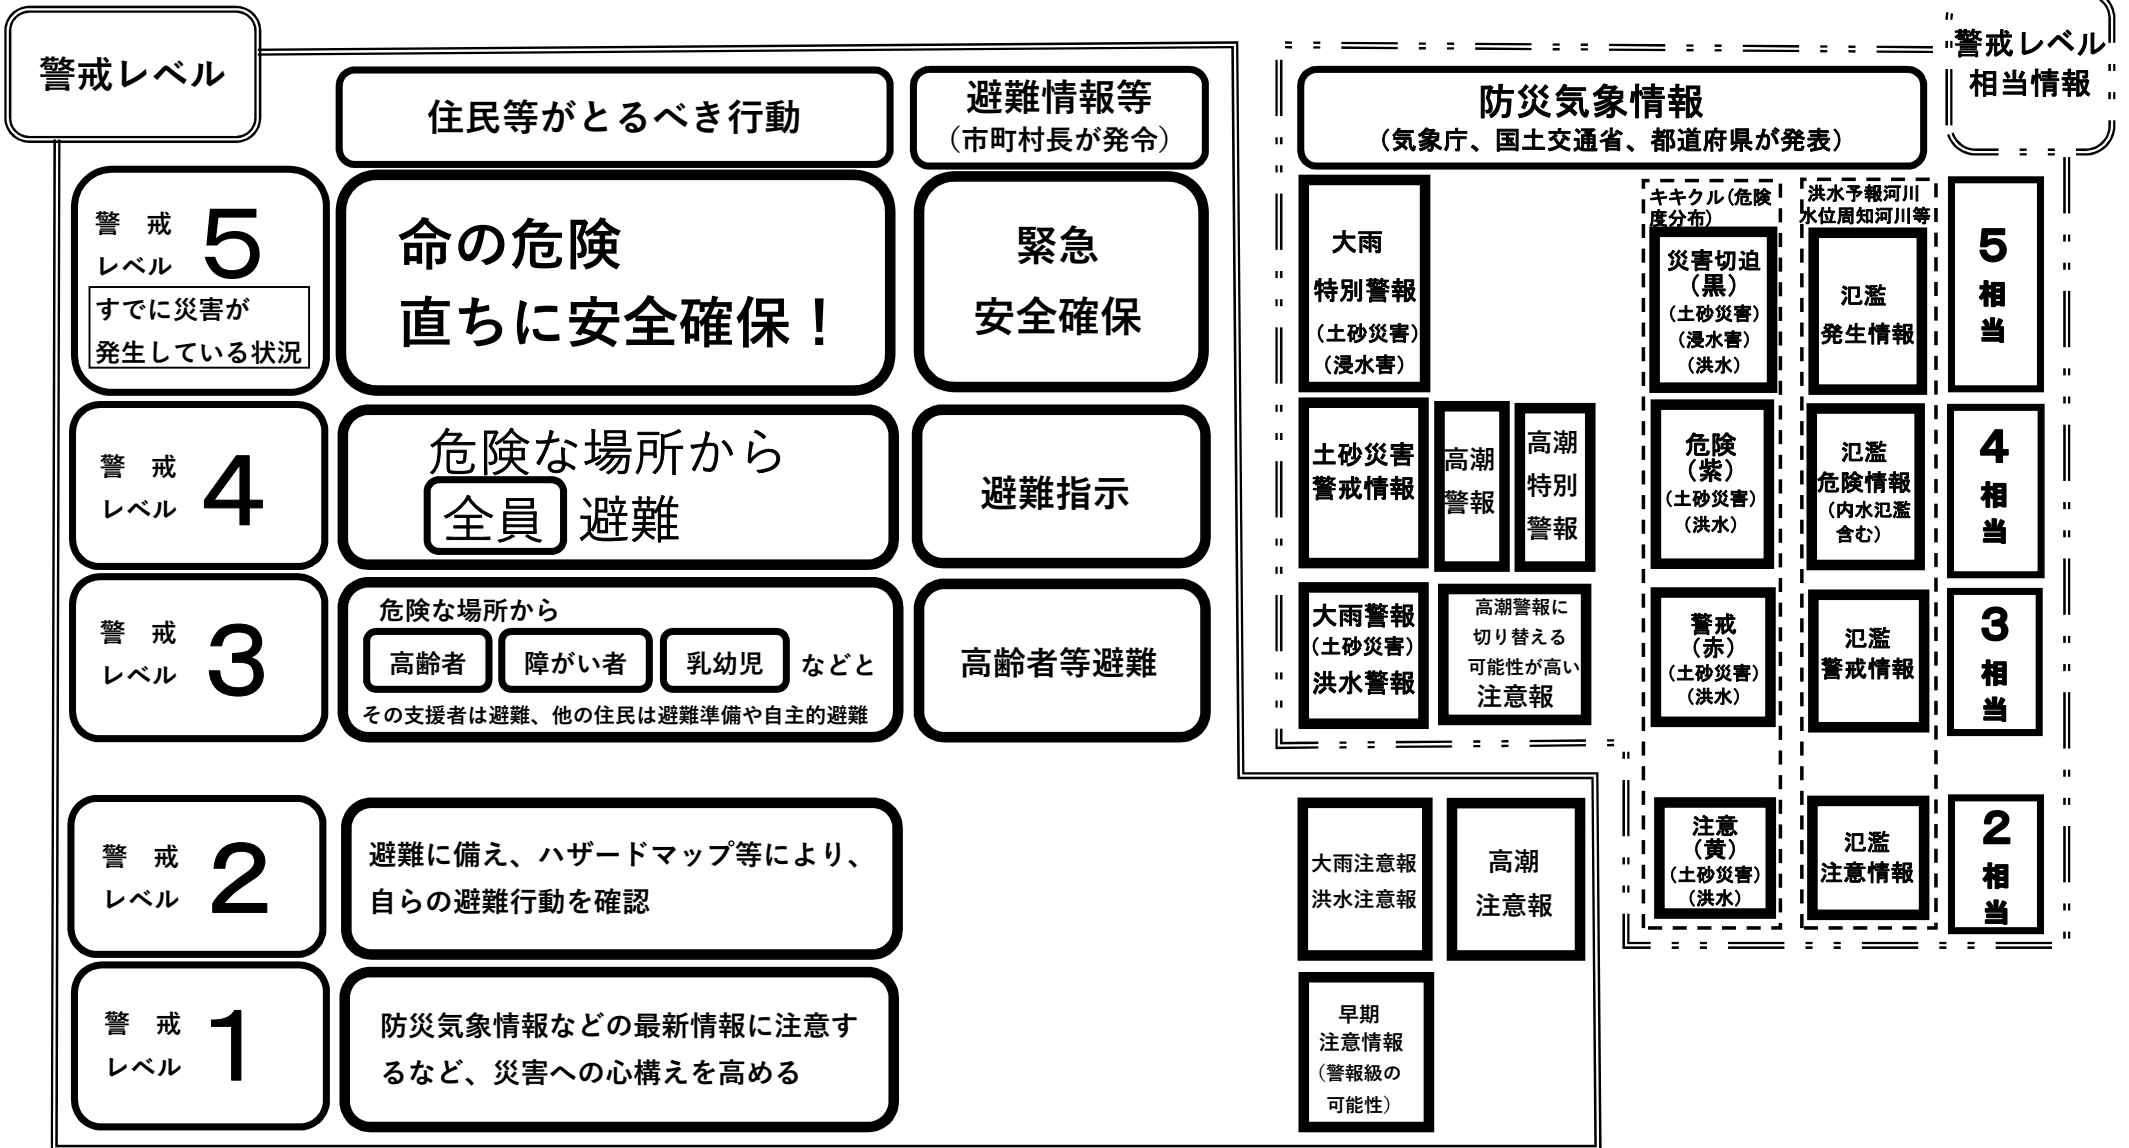 警戒レベル
住民等がとるべき行動
避難情報等
（市町村長が発令）
防災気象情報
（気象庁、国土交通省、都道府県が発表）
警戒レベル
相当情報
警 戒
レベル
5
すでに災害が
発生している状況
命の危険
直ちに安全確保！
緊急
安全確保
大雨
特別警報
（土砂災害）
（浸水害）
キキクル（危険
度分布）
災害切迫
（黒）
（土砂災害）
（浸水害）
（洪水）
洪水予報河川
水位周知河川等
氾濫
発生情報
5
相
当
警 戒
レベル
4
危険な場所から
全員 避難
避難指示
土砂災害
警戒情報
高潮
警報
高潮
特別
警報
危険
（紫）
（土砂災害）
（洪水）
氾濫
危険情報
（内水氾濫
含む）
4
相
当
警 戒
レベル
3
危険な場所から
高齢者 障がい者 乳幼児 などと
その支援者は避難、他の住民は避難準備や自主的避難
高齢者等避難
大雨警報
（土砂災害）
洪水警報
高潮警報に
切り替える
可能性が高い
注意報
警戒
（赤）
（土砂災害）
（洪水）
氾濫
警戒情報
3
相
当
警 戒
レベル
2
避難に備え、ハザードマップ等により、
自らの避難行動を確認
大雨注意報
洪水注意報
高潮
注意報
注意
（黄）
（土砂災害）
（洪水）
氾濫
注意情報
2
相
当
警 戒
レベル
1
防災気象情報などの最新情報に注意す
るなど、災害への心構えを高める
早期
注意情報
（警報級の
可能性）